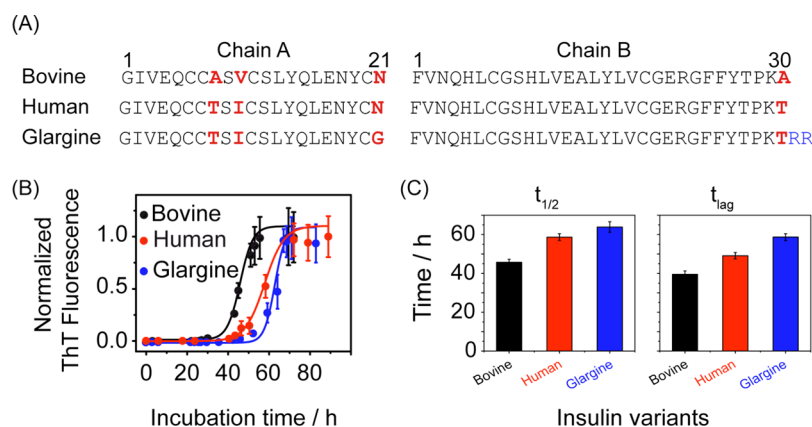 (A)
Chain A Chain B
1 21 1 30
Bovine GIVEQCCASVCSLYQLENYCN FVNQHLCGSHLVEALYLVCGERGFFYTPKA
Human GIVEQCCTSICSLYQLENYCN FVNQHLCGSHLVEALYLVCGERGFFYTPKT
Glargine GIVEQCCTSICSLYQLENYCG FVNQHLCGSHLVEALYLVCGERGFFYTPKTRR
(B)
Normalized
ThT Fluorescence
1.0
0.5
0.0
Bovine
Human
Glargine
0 20 40 60 80 100
Incubation time / h
(C)
t1/2 tlag
Time / h
60
40
20
0
Bovine Human Glargine Bovine Human Glargine
Insulin variants